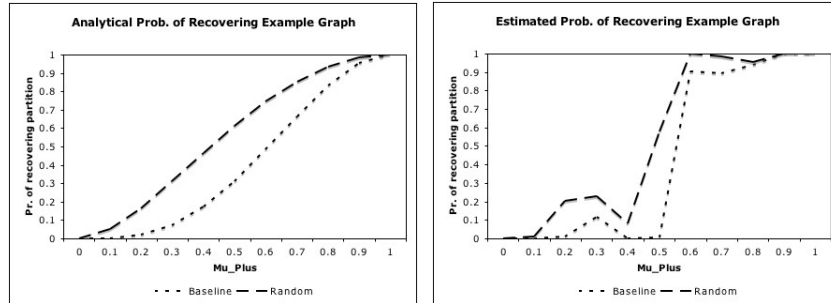 Analytical Prob. of Recovering Example Graph
Pr. of recovering partition
1
0.9
0.8
0.7
0.6
0.5
0.4
0.3
0.2
0.1
0
0 0.1 0.2 0.3 0.4 0.5 0.6 0.7 0.8 0.9 1
Mu_Plus
Baseline Random
Estimated Prob. of Recovering Example Graph
Pr. of recovering partition
1
0.9
0.8
0.7
0.6
0.5
0.4
0.3
0.2
0.1
0
0 0.1 0.2 0.3 0.4 0.5 0.6 0.7 0.8 0.9 1
Mu_Plus
Baseline Random